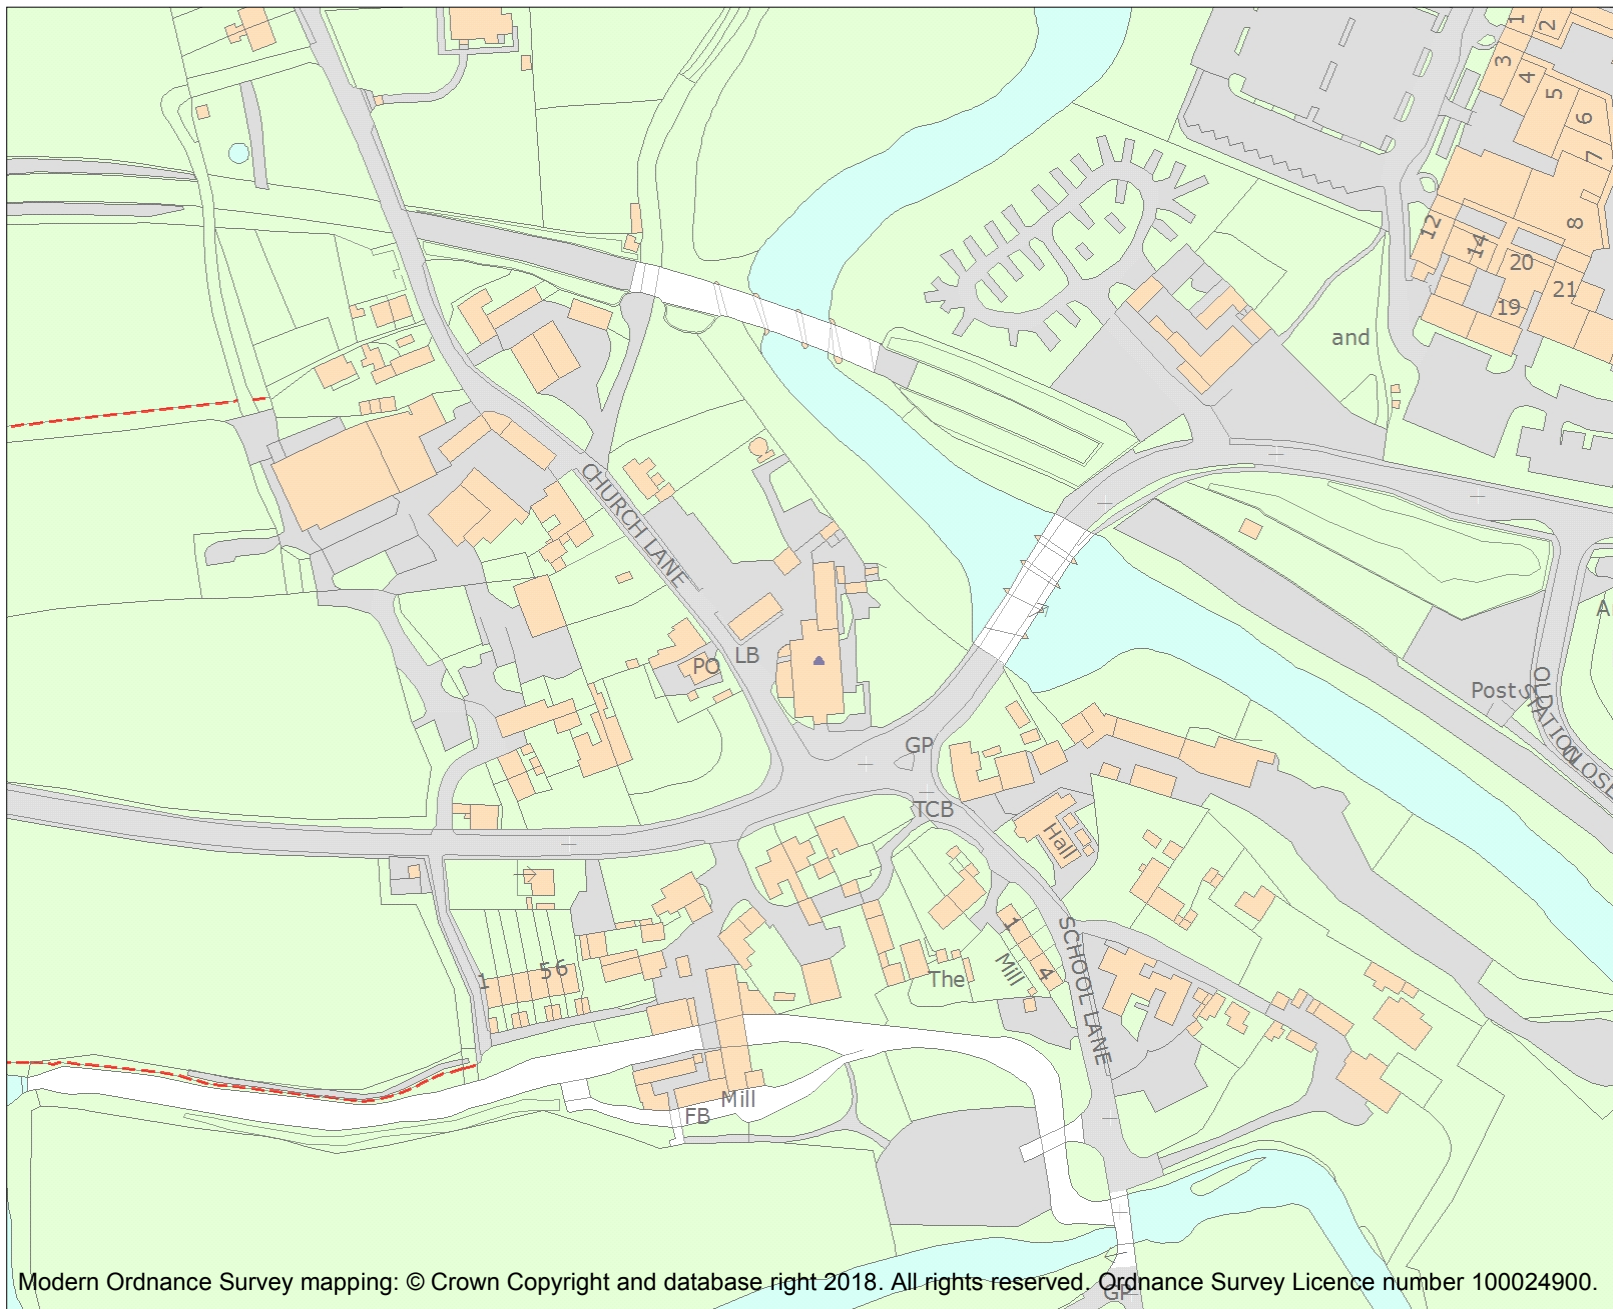 1
2
3
4
5
6
7
8
12
14
20
21
19
and
CHURCH LANE
PO
LB
Post
OLD
STATION
CLOSE
A
GP
TCB
Hall
1
56
1
4
The
Mill
SCHOOL LANE
Mill
FB
Modern Ordnance Survey mapping: © Crown Copyright and database right 2018. All rights reserved. Ordnance Survey Licence number 100024900.
GP